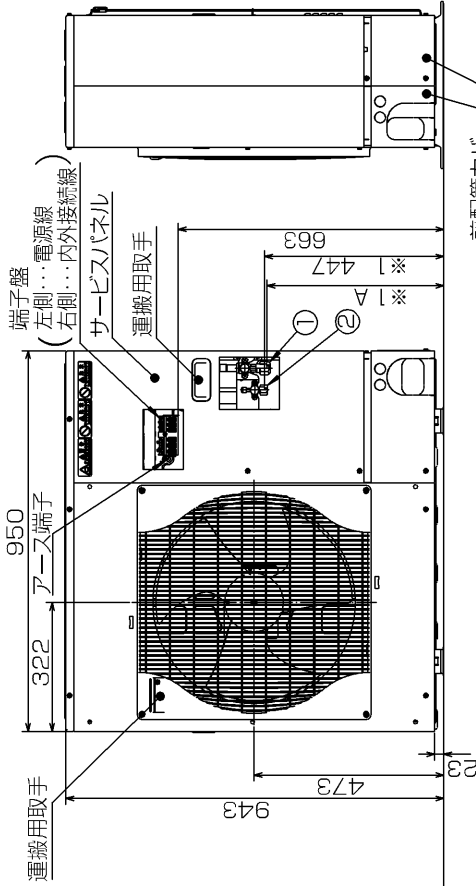 端子盤
左側・・・電源線
右側・・・内外接続線
サービスパネル
運搬用取手
アース端子
運搬用取手
950
322
943
473
23
※1 A
※1 447
663
①
②